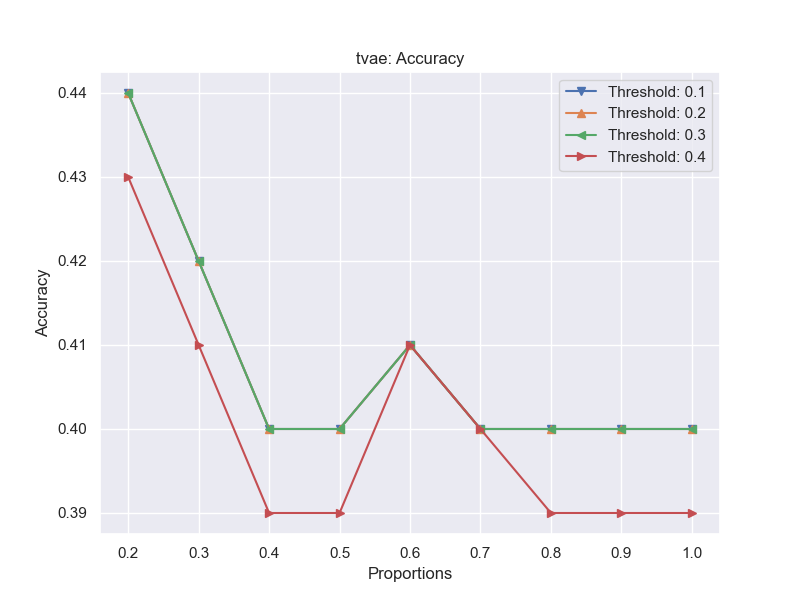 tvae: Accuracy
Threshold: 0.1
Threshold: 0.2
Threshold: 0.3
Threshold: 0.4
Accuracy
0.44
0.43
0.42
0.41
0.40
0.39
0.2 0.3 0.4 0.5 0.6 0.7 0.8 0.9 1.0
Proportions